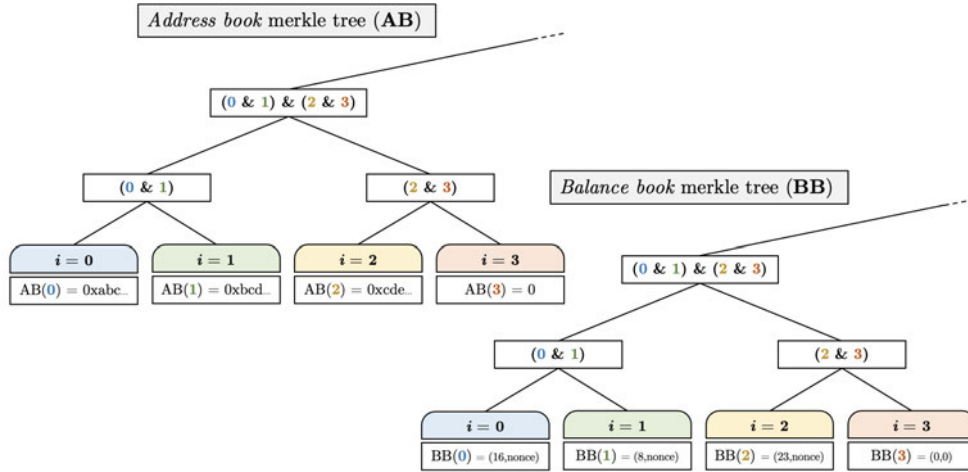 Address book merkle tree (AB)
(0 & 1) & (2 & 3)
(0 & 1)
(2 & 3)
i = 0
i = 1
i = 2
i = 3
AB(0) = 0xabc...
AB(1) = 0xbcd...
AB(2) = 0xcde...
AB(3) = 0
Balance book merkle tree (BB)
(0 & 1) & (2 & 3)
(0 & 1)
(2 & 3)
i = 0
i = 1
i = 2
i = 3
BB(0) = (16,nonce)
BB(1) = (8,nonce)
BB(2) = (23,nonce)
BB(3) = (0,0)